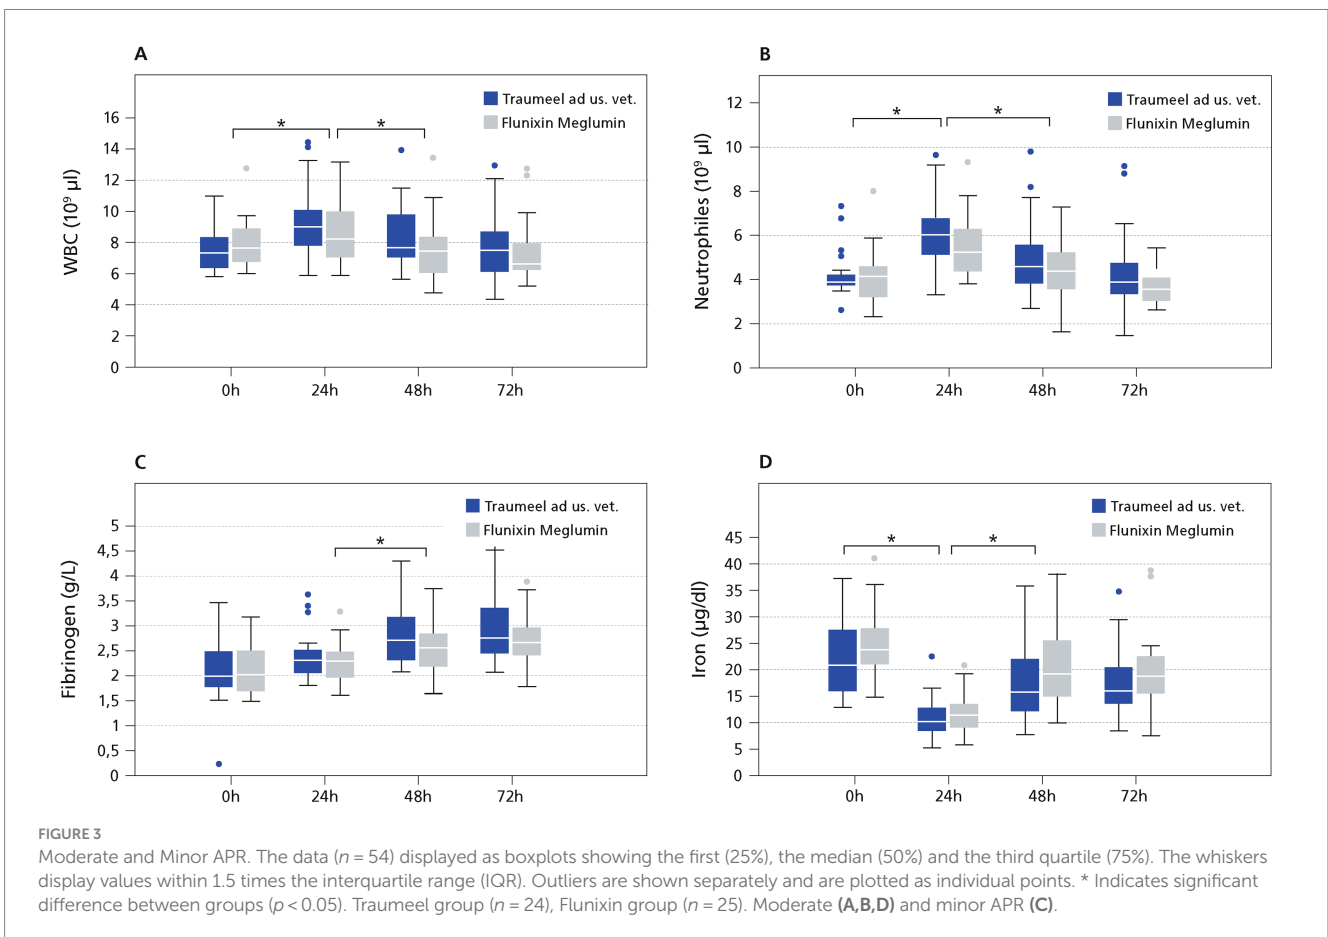 A
Traumeel ad us. vet.
Flunixin Meglumin
WBC (10⁹ µl)
16
14
12
10
8
6
4
2
0
* *
0h 24h 48h 72h
B
Traumeel ad us. vet.
Flunixin Meglumin
Neutrophiles (10⁹ µl)
12
10
8
6
4
2
0
* *
0h 24h 48h 72h
C
Traumeel ad us. vet.
Flunixin Meglumin
Fibrinogen (g/L)
5
4,5
4
3,5
3
2,5
2
1,5
1
0,5
0
*
0h 24h 48h 72h
D
Traumeel ad us. vet.
Flunixin Meglumin
Iron (µg/dl)
45
40
35
30
25
20
15
10
5
0
* *
0h 24h 48h 72h
FIGURE 3
Moderate and Minor APR. The data (n = 54) displayed as boxplots showing the first (25%), the median (50%) and the third quartile (75%). The whiskers
display values within 1.5 times the interquartile range (IQR). Outliers are shown separately and are plotted as individual points. * Indicates significant
difference between groups (p < 0.05). Traumeel group (n = 24), Flunixin group (n = 25). Moderate (A,B,D) and minor APR (C).